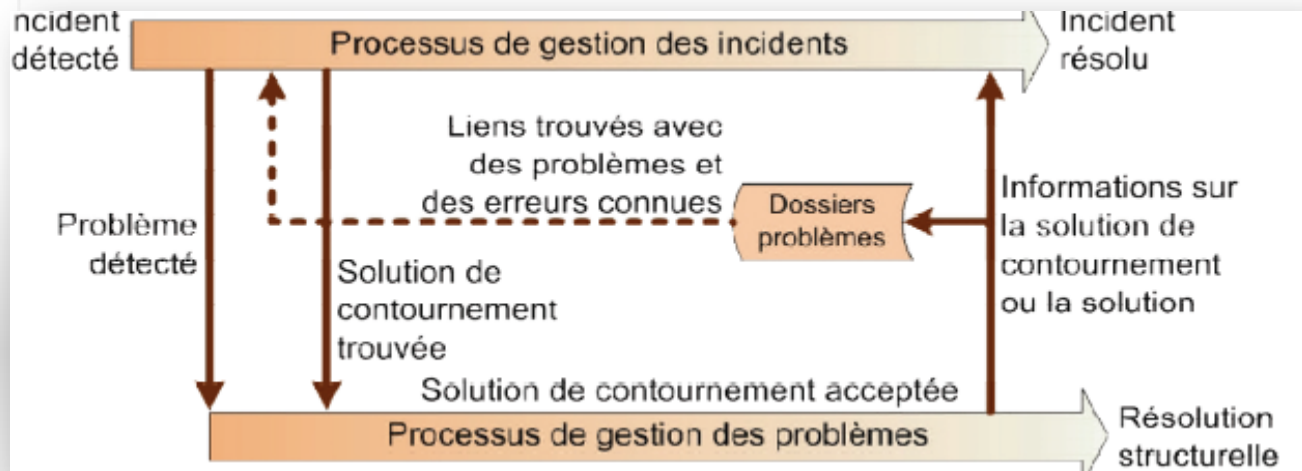 ncident
détecté
Processus de gestion des incidents
Incident
résolu
Liens trouvés avec
des problèmes et
des erreurs connues
Dossiers
problèmes
Informations sur
la solution de
contournement
ou la solution
Problème
détecté
Solution de
contournement
trouvée
Solution de contournement acceptée
Processus de gestion des problèmes
Résolution
structurelle